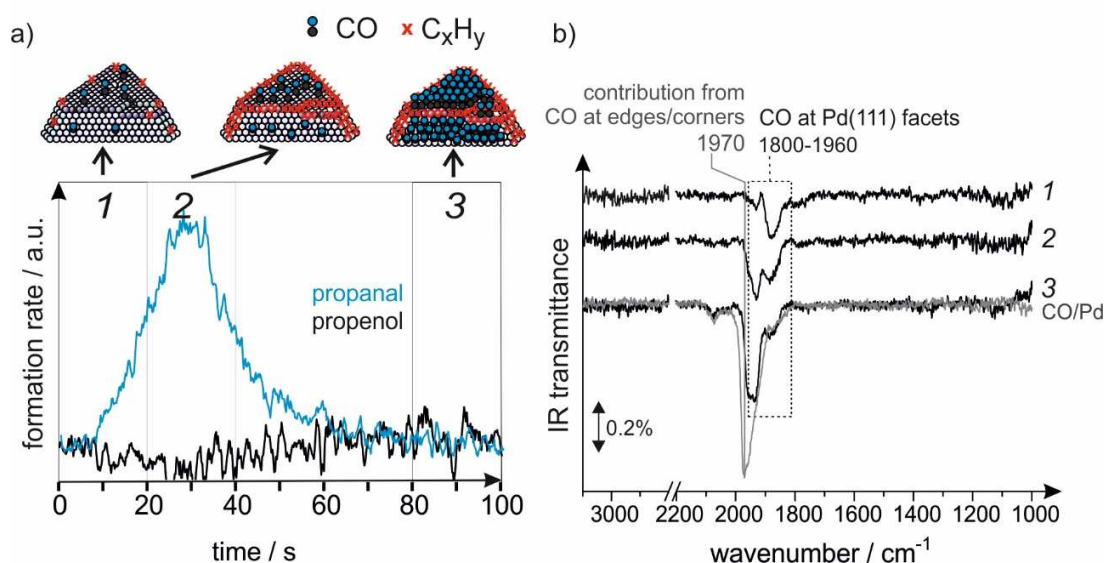 a)
CO
x CxHy
1
2
3
formation rate / a.u.
propanal
propenol
0 20 40 60 80 100
time / s
b)
contribution from
CO at edges/corners
1970
CO at Pd(111) facets
1800-1960
1
2
3
CO/Pd
IR transmittance
0.2%
3000 2200 2000 1800 1600 1400 1200 1000
wavenumber / cm⁻¹